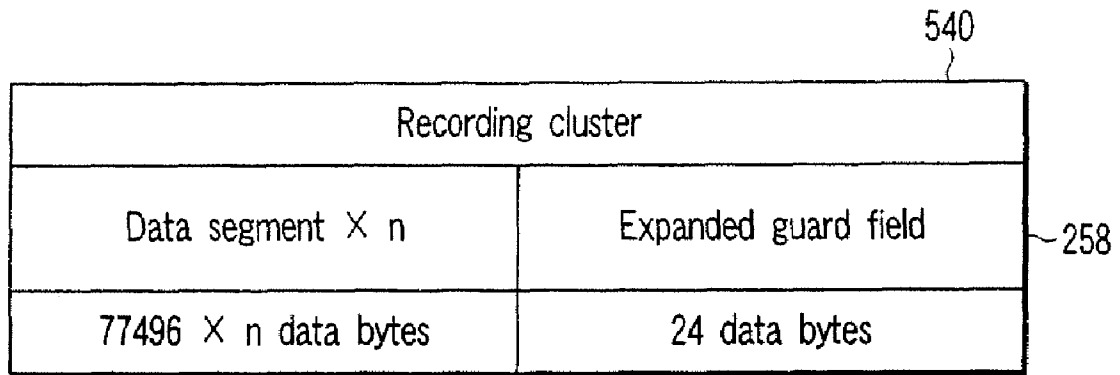 540
Recording cluster
Data segment × n
Expanded guard field
258
77496 × n data bytes
24 data bytes